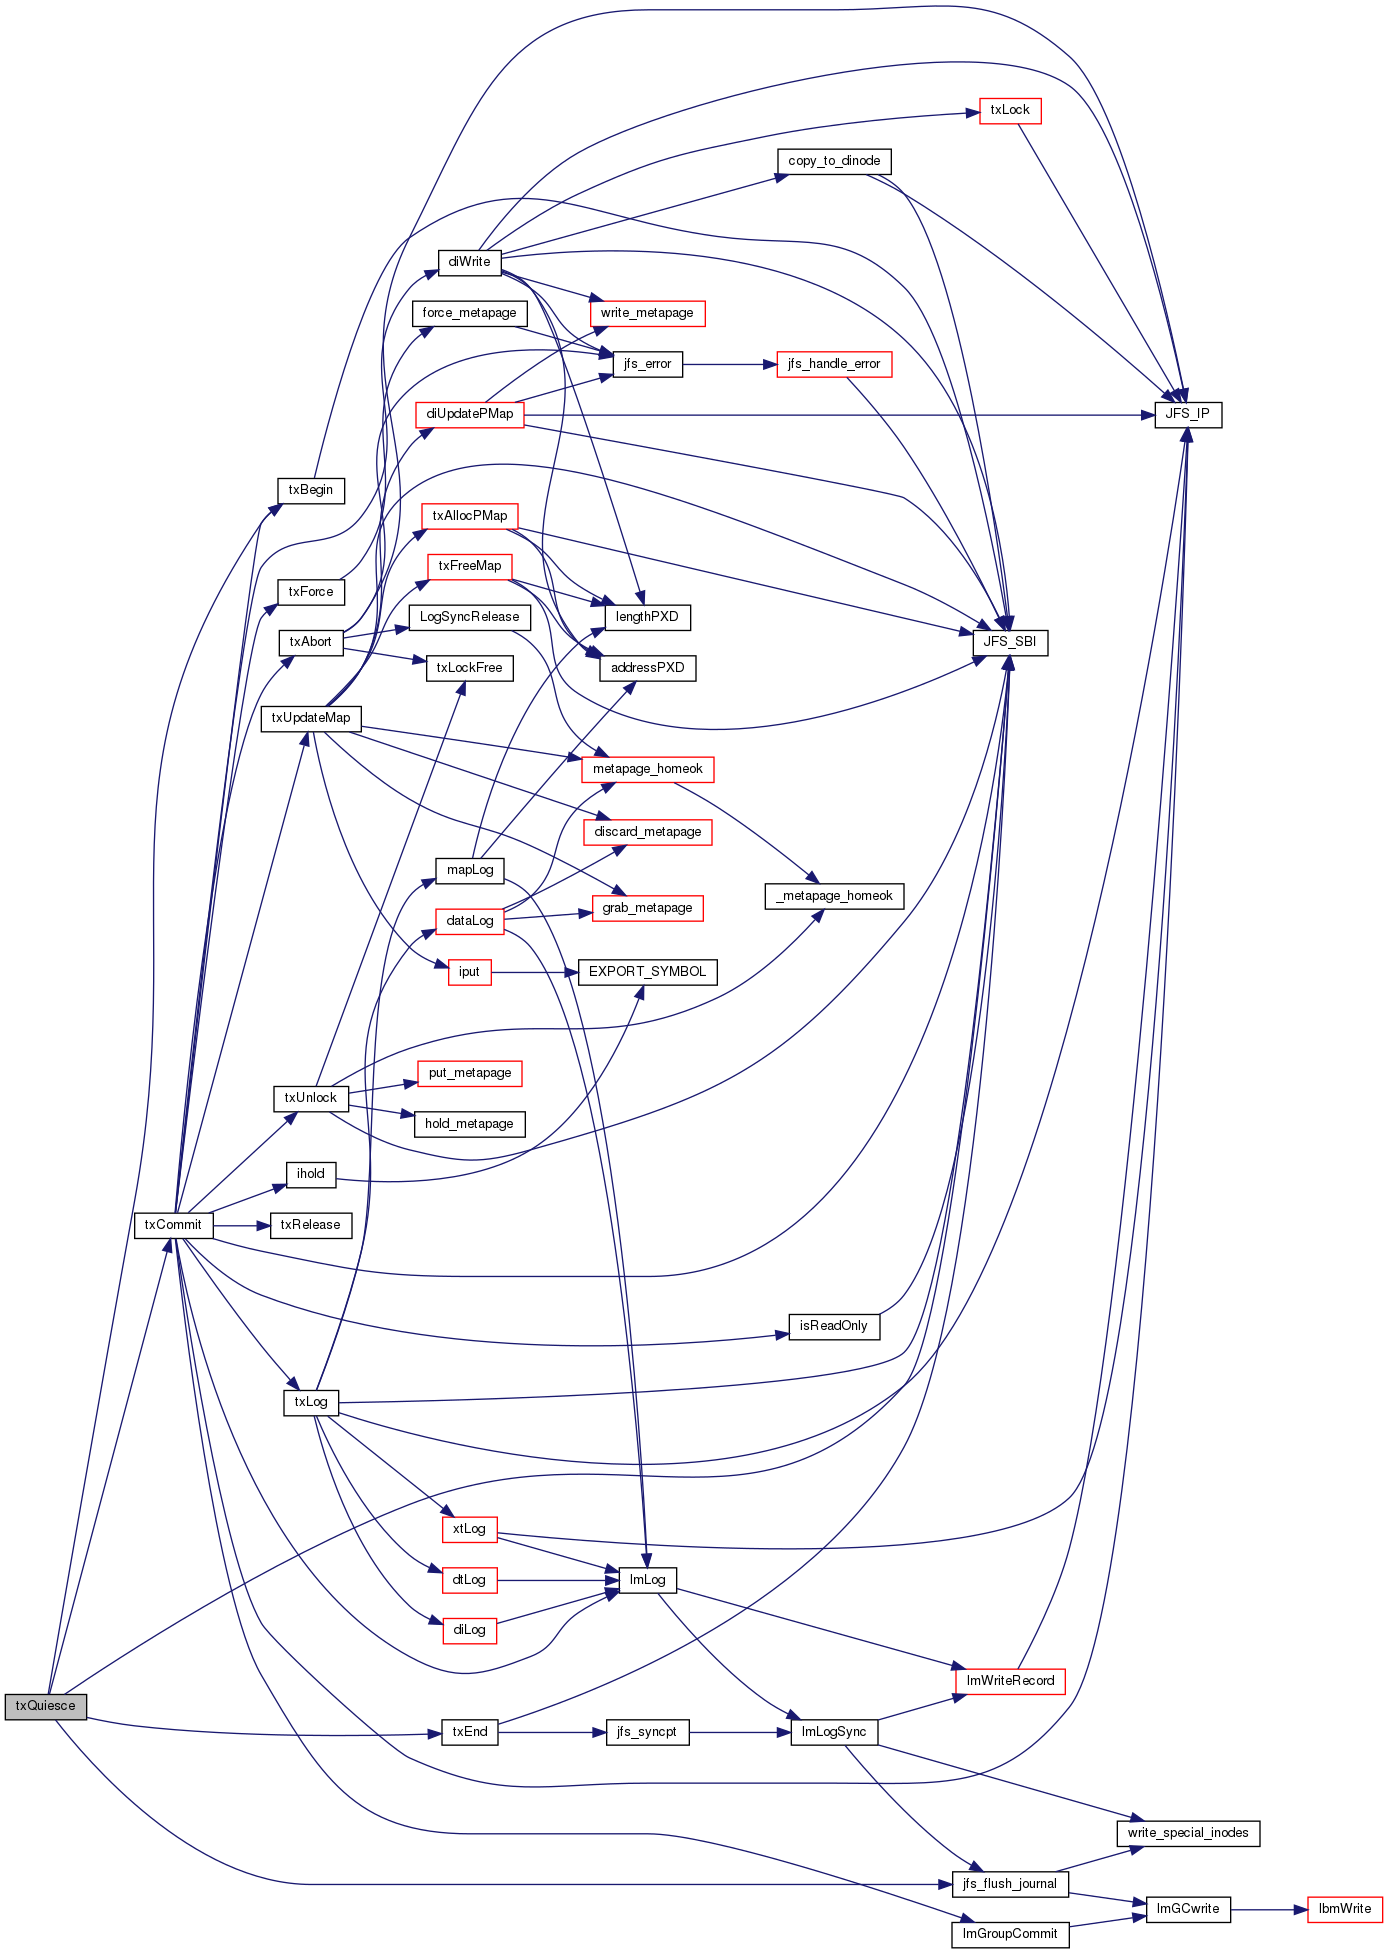 txLock
copy_to_dinode
diWrite
force_metapage
write_metapage
jfs_error
jfs_handle_error
diUpdatePMap
JFS_IP
txBegin
txAllocPMap
txFreeMap
txForce
LogSyncRelease
lengthPXD
txAbort
JFS_SBI
txLockFree
addressPXD
txUpdateMap
metapage_homeok
discard_metapage
mapLog
_metapage_homeok
grab_metapage
dataLog
iput
EXPORT_SYMBOL
put_metapage
txUnlock
hold_metapage
ihold
txCommit
txRelease
isReadOnly
txLog
xtLog
dtLog
lmLog
diLog
lmWriteRecord
txQuiesce
txEnd
jfs_syncpt
lmLogSync
write_special_inodes
jfs_flush_journal
lmGCwrite
lbmWrite
lmGroupCommit